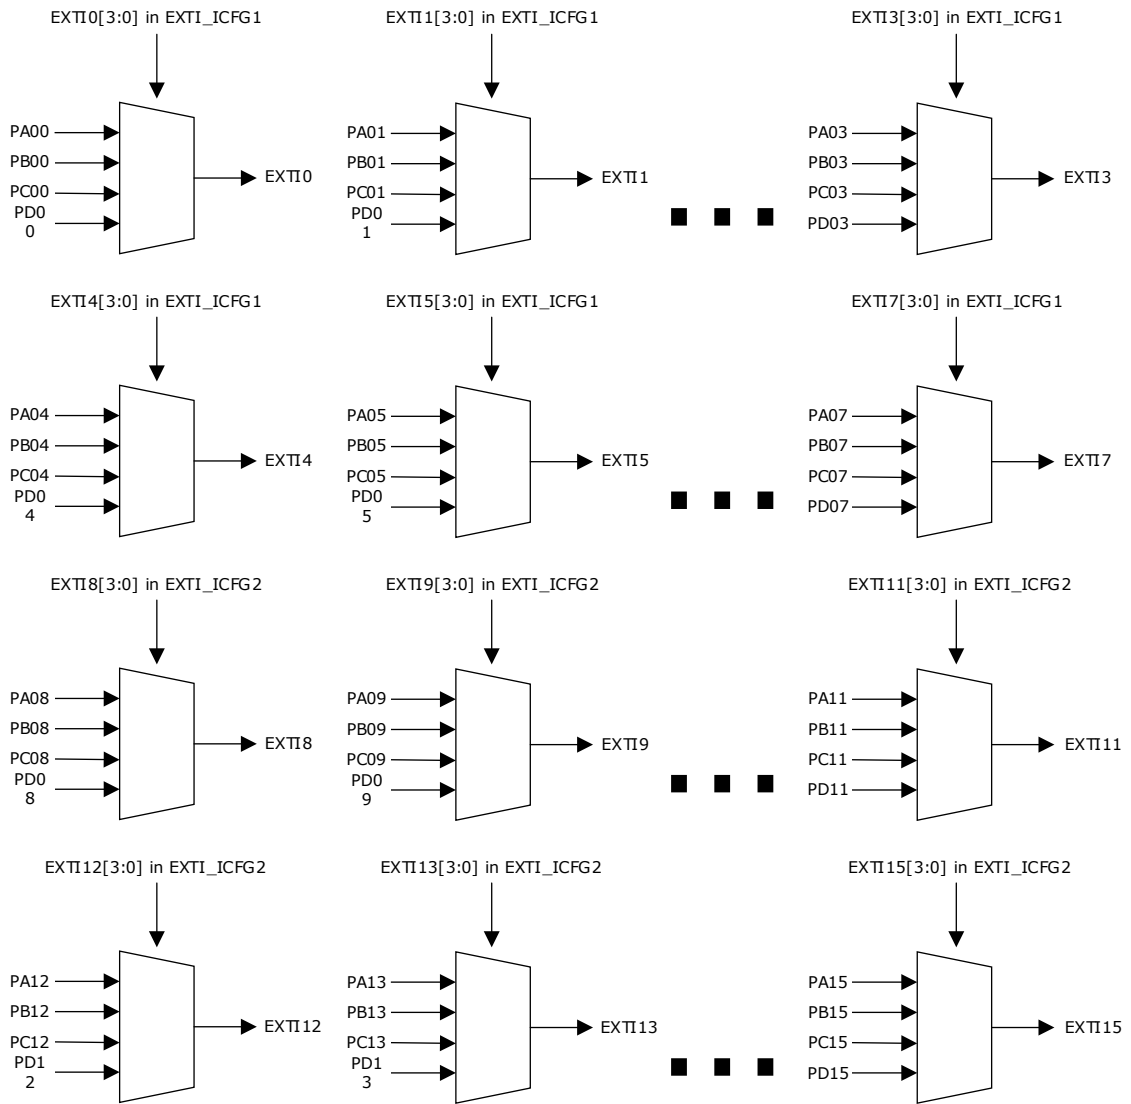 EXTI0[3:0] in EXTI_ICFG1
PA00
PB00
PC00
PD0
0
EXTI0
EXTI1[3:0] in EXTI_ICFG1
PA01
PB01
PC01
PD0
1
EXTI1
EXTI3[3:0] in EXTI_ICFG1
PA03
PB03
PC03
PD03
EXTI3
EXTI4[3:0] in EXTI_ICFG1
PA04
PB04
PC04
PD0
4
EXTI4
EXTI5[3:0] in EXTI_ICFG1
PA05
PB05
PC05
PD0
5
EXTI5
EXTI7[3:0] in EXTI_ICFG1
PA07
PB07
PC07
PD07
EXTI7
EXTI8[3:0] in EXTI_ICFG2
PA08
PB08
PC08
PD0
8
EXTI8
EXTI9[3:0] in EXTI_ICFG2
PA09
PB09
PC09
PD0
9
EXTI9
EXTI11[3:0] in EXTI_ICFG2
PA11
PB11
PC11
PD11
EXTI11
EXTI12[3:0] in EXTI_ICFG2
PA12
PB12
PC12
PD1
2
EXTI12
EXTI13[3:0] in EXTI_ICFG2
PA13
PB13
PC13
PD1
3
EXTI13
EXTI15[3:0] in EXTI_ICFG2
PA15
PB15
PC15
PD15
EXTI15